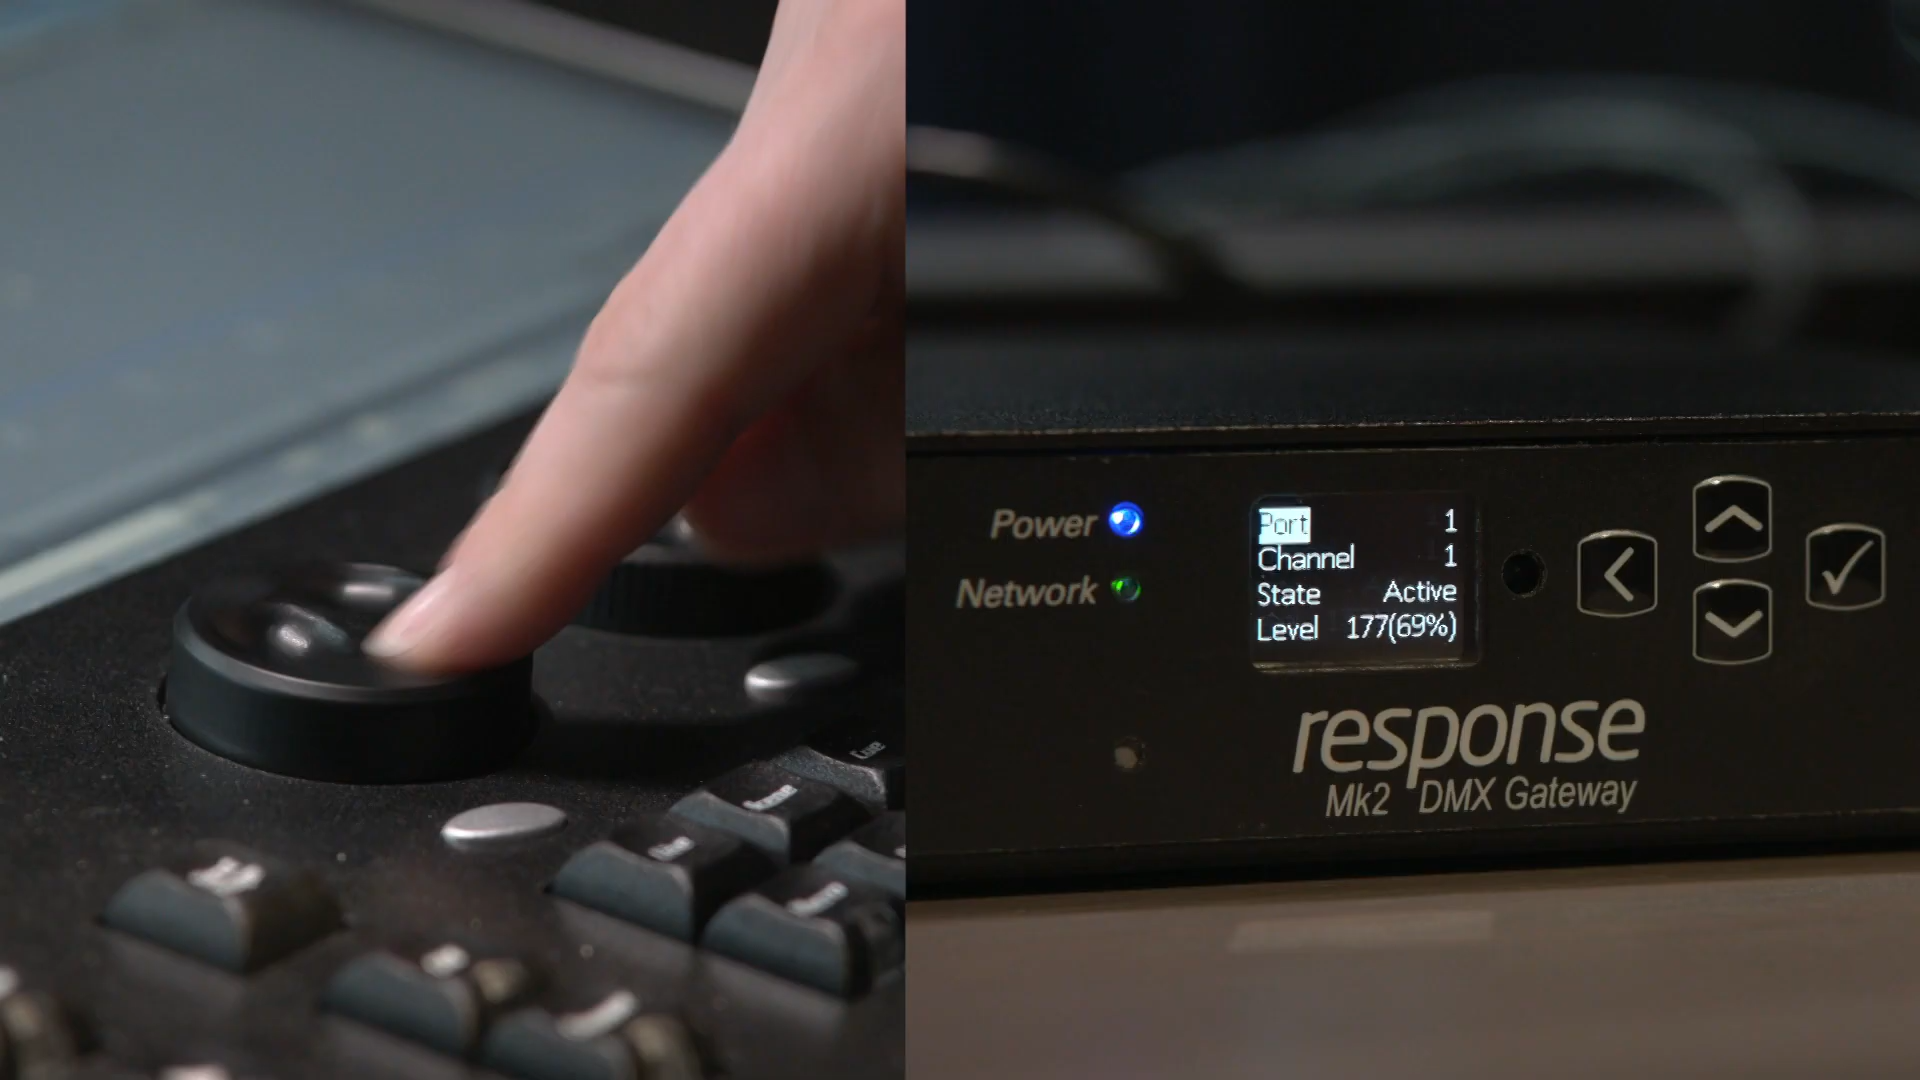 Power
Network
Port 1
Channel 1
State Active
Level 177(69%)
response
Mk2 DMX Gateway